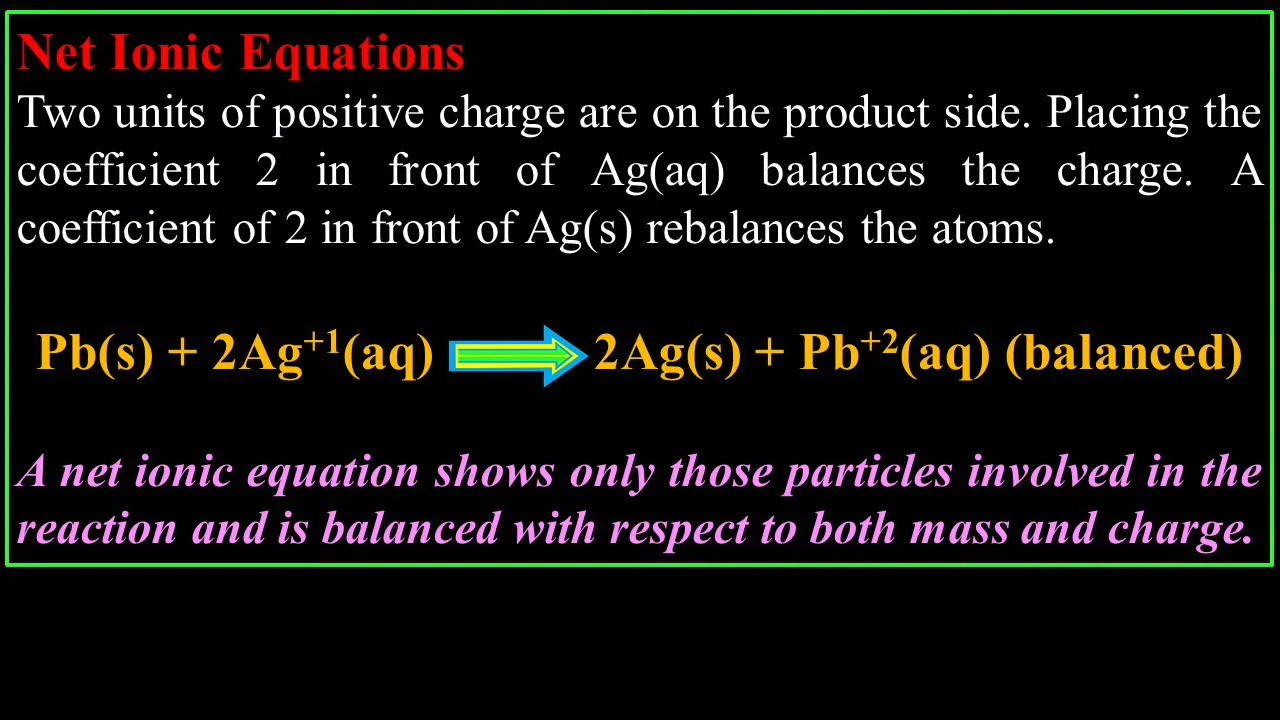 Net Ionic Equations
Two units of positive charge are on the product side. Placing the
coefficient 2 in front of Ag(aq) balances the charge. A
coefficient of 2 in front of Ag(s) rebalances the atoms.
Pb(s) + 2Ag⁺¹(aq) 2Ag(s) + Pb⁺²(aq) (balanced)
A net ionic equation shows only those particles involved in the
reaction and is balanced with respect to both mass and charge.